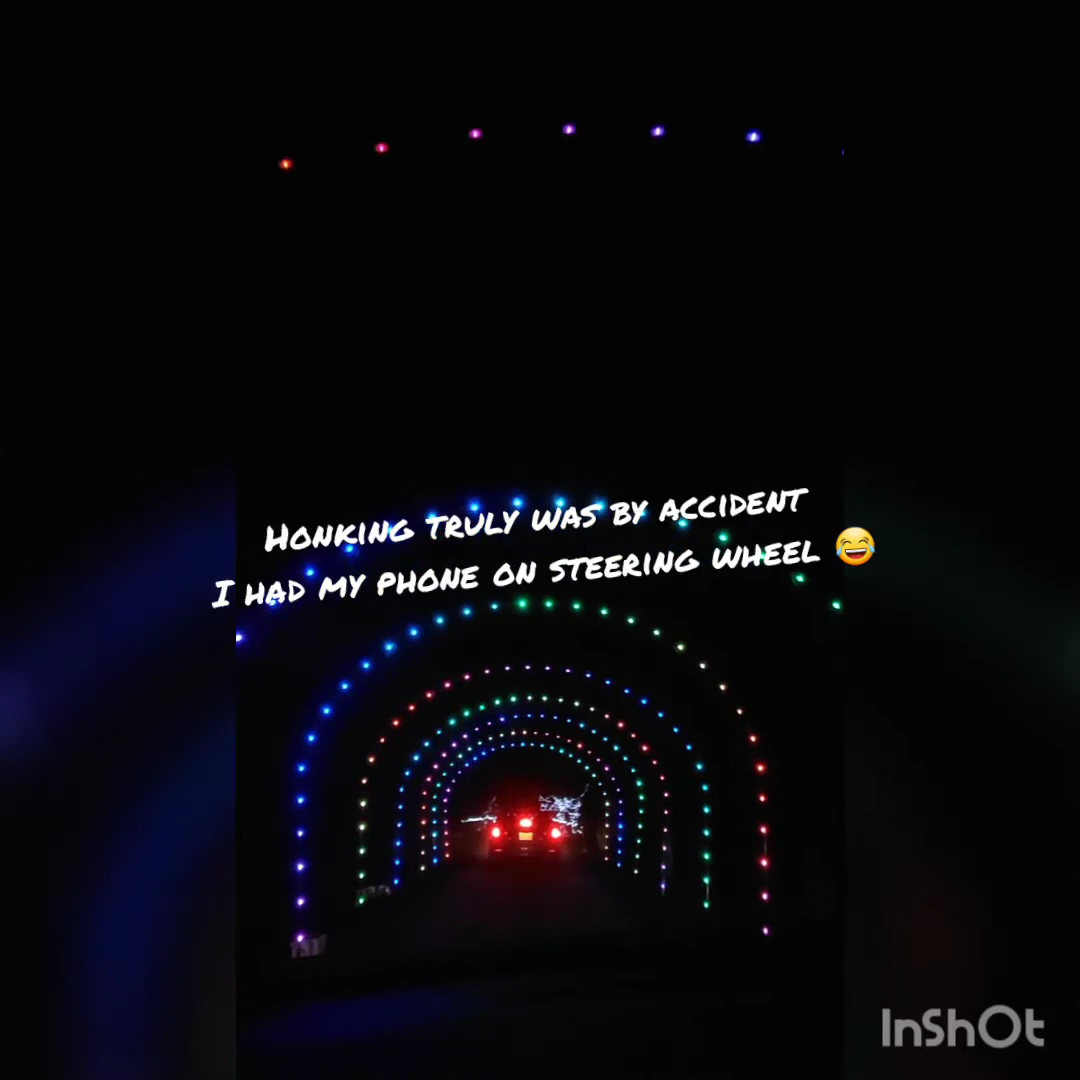 Honking truly was by accident
I had my phone on steering wheel 😂
InShOt